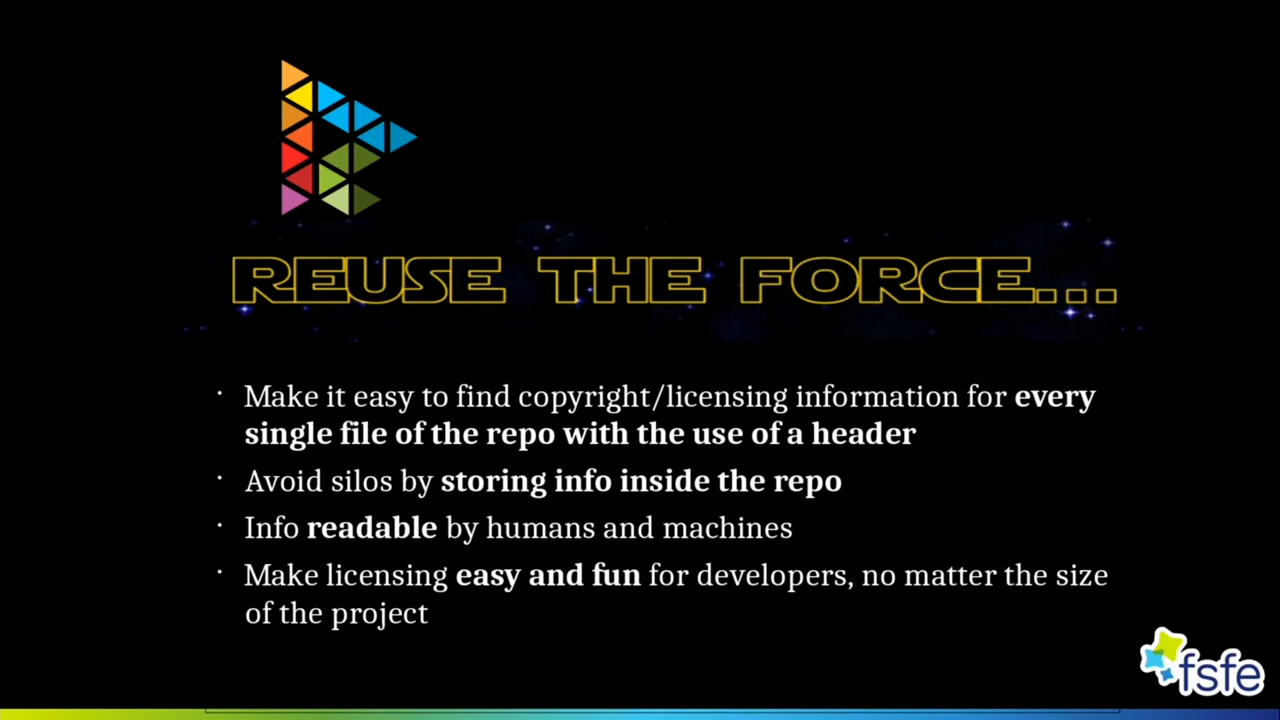 REUSE THE FORCE...
· Make it easy to find copyright/licensing information for every
single file of the repo with the use of a header
· Avoid silos by storing info inside the repo
· Info readable by humans and machines
· Make licensing easy and fun for developers, no matter the size
of the project
fsfe